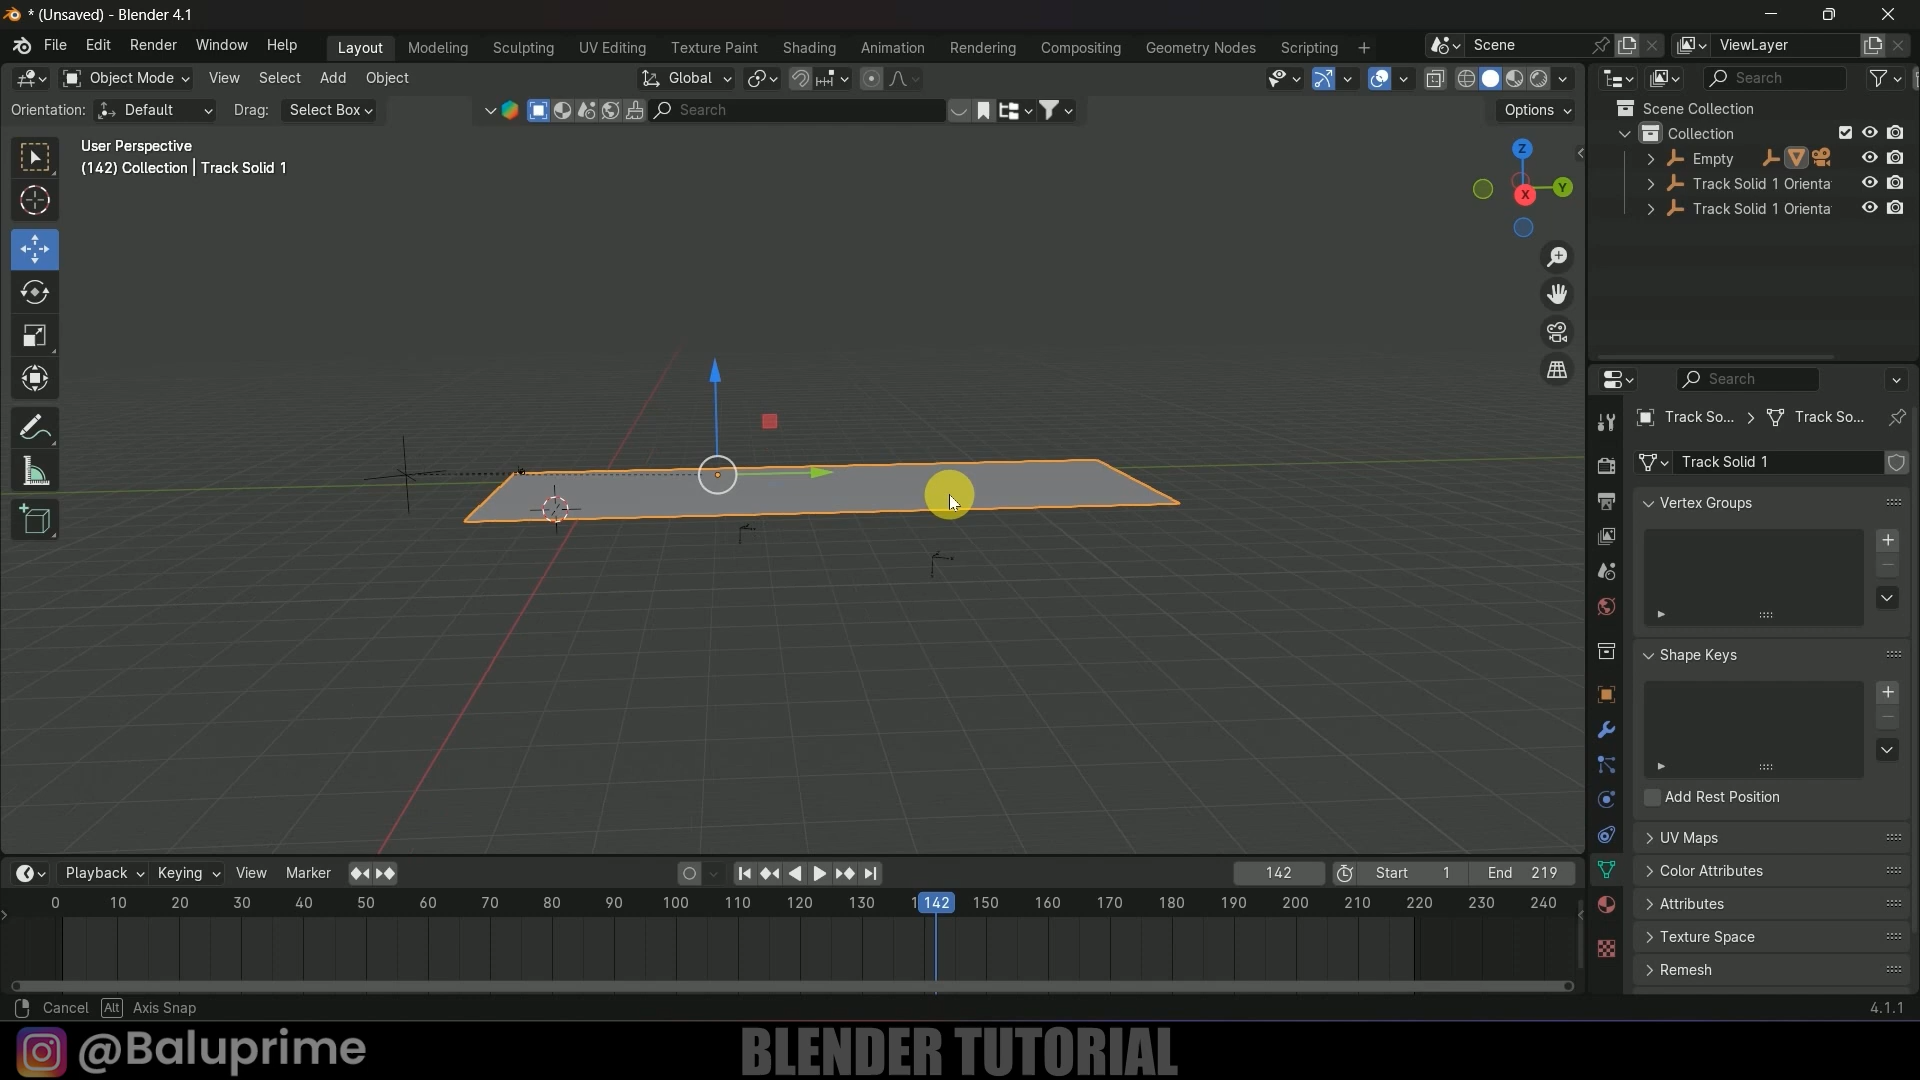 * (Unsaved) - Blender 4.1
File Edit Render Window Help Layout Modeling Sculpting UV Editing Texture Paint Shading Animation Rendering Compositing Geometry Nodes Scripting + Scene ViewLayer
Object Mode View Select Add Object Global Search
Orientation: Default Drag: Select Box Search Options
Scene Collection
Collection
Empty
Track Solid 1 Orienta
Track Solid 1 Orienta
User Perspective
(142) Collection | Track Solid 1
Z
Y
X
Search
Track So... > Track So...
Track Solid 1
Vertex Groups
Shape Keys
Add Rest Position
UV Maps
Color Attributes
Attributes
Texture Space
Remesh
Playback Keying View Marker 142 Start 1 End 219
0 10 20 30 40 50 60 70 80 90 100 110 120 130 142 150 160 170 180 190 200 210 220 230 240
Cancel Alt Axis Snap 4.1.1
@Baluprime BLENDER TUTORIAL